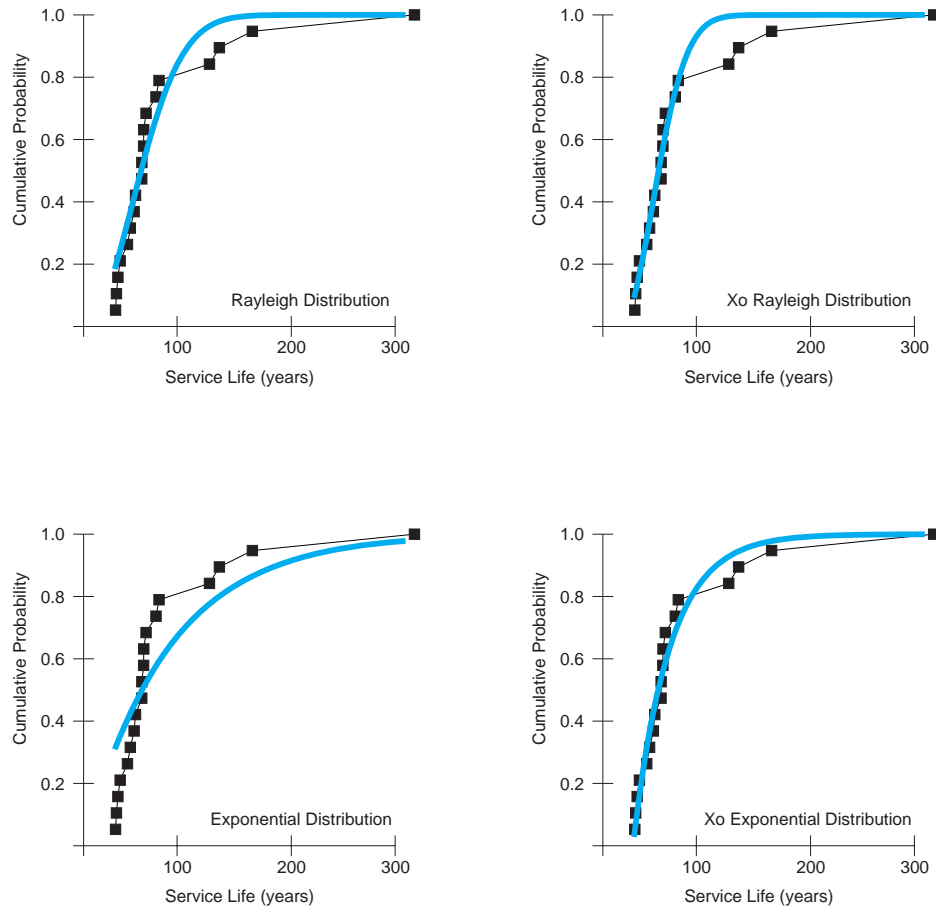 1.0
0.8
0.6
0.4
0.2
Cumulative Probability
Rayleigh Distribution
100 200 300
Service Life (years)
1.0
0.8
0.6
0.4
0.2
Cumulative Probability
Xo Rayleigh Distribution
100 200 300
Service Life (years)
1.0
0.8
0.6
0.4
0.2
Cumulative Probability
Exponential Distribution
100 200 300
Service Life (years)
1.0
0.8
0.6
0.4
0.2
Cumulative Probability
Xo Exponential Distribution
100 200 300
Service Life (years)